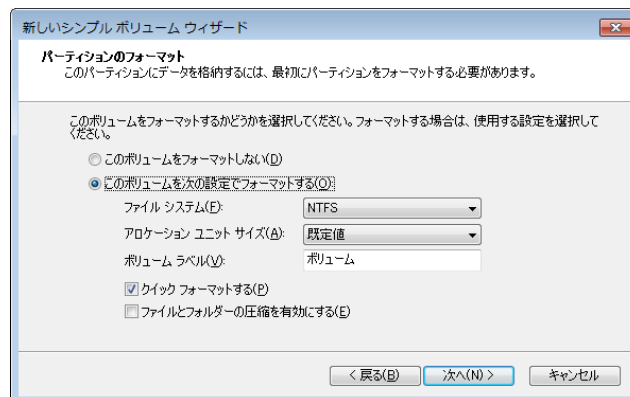 新しいシンプル ボリューム ウィザード
パーティションのフォーマット
このパーティションにデータを格納するには、最初にパーティションをフォーマットする必要があります。
このボリュームをフォーマットするかどうかを選択してください。フォーマットする場合は、使用する設定を選択して
ください。
このボリュームをフォーマットしない(D)
このボリュームを次の設定でフォーマットする(O):
ファイル システム(F): NTFS
アロケーション ユニット サイズ(A): 既定値
ボリューム ラベル(V): ボリューム
クイック フォーマットする(P)
ファイルとフォルダーの圧縮を有効にする(E)
< 戻る(B) 次へ(N) > キャンセル